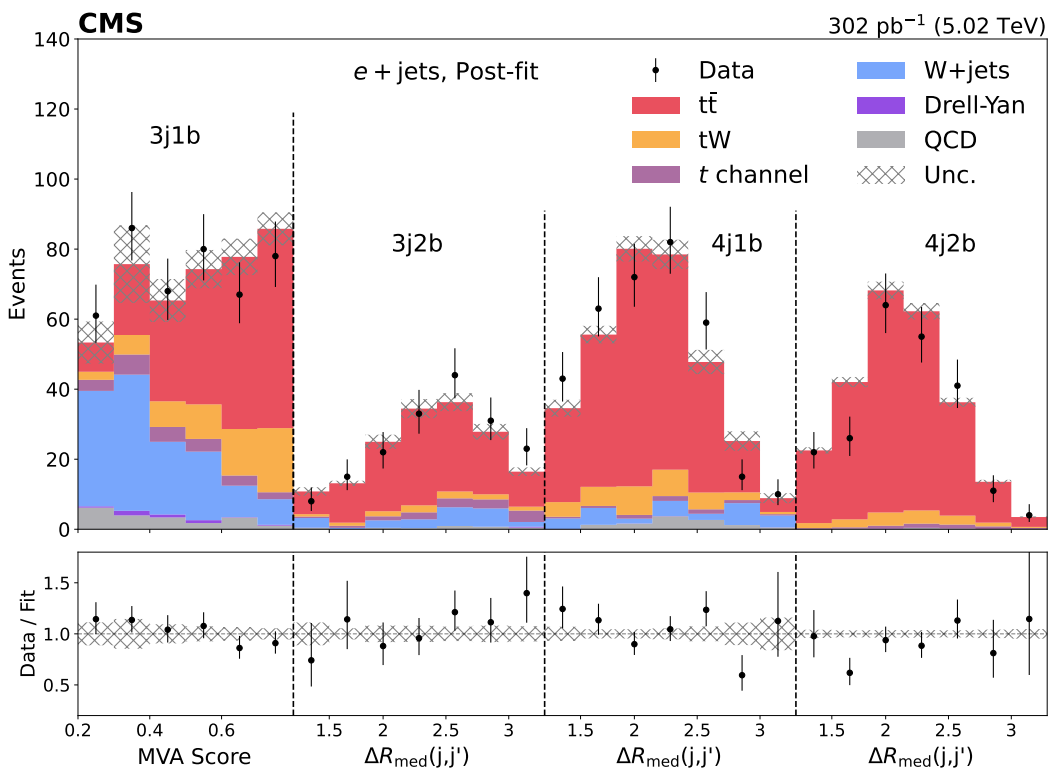 CMS
302 pb⁻¹ (5.02 TeV)
e + jets, Post-fit
Data
tt̄
tW
t channel
W+jets
Drell-Yan
QCD
Unc.
3j1b
3j2b
4j1b
4j2b
Events
140
120
100
80
60
40
20
0
Data / Fit
1.5
1.0
0.5
0.2
0.4
0.6
1.5
2
2.5
3
1.5
2
2.5
3
1.5
2
2.5
3
MVA Score
ΔR_med(j,j')
ΔR_med(j,j')
ΔR_med(j,j')